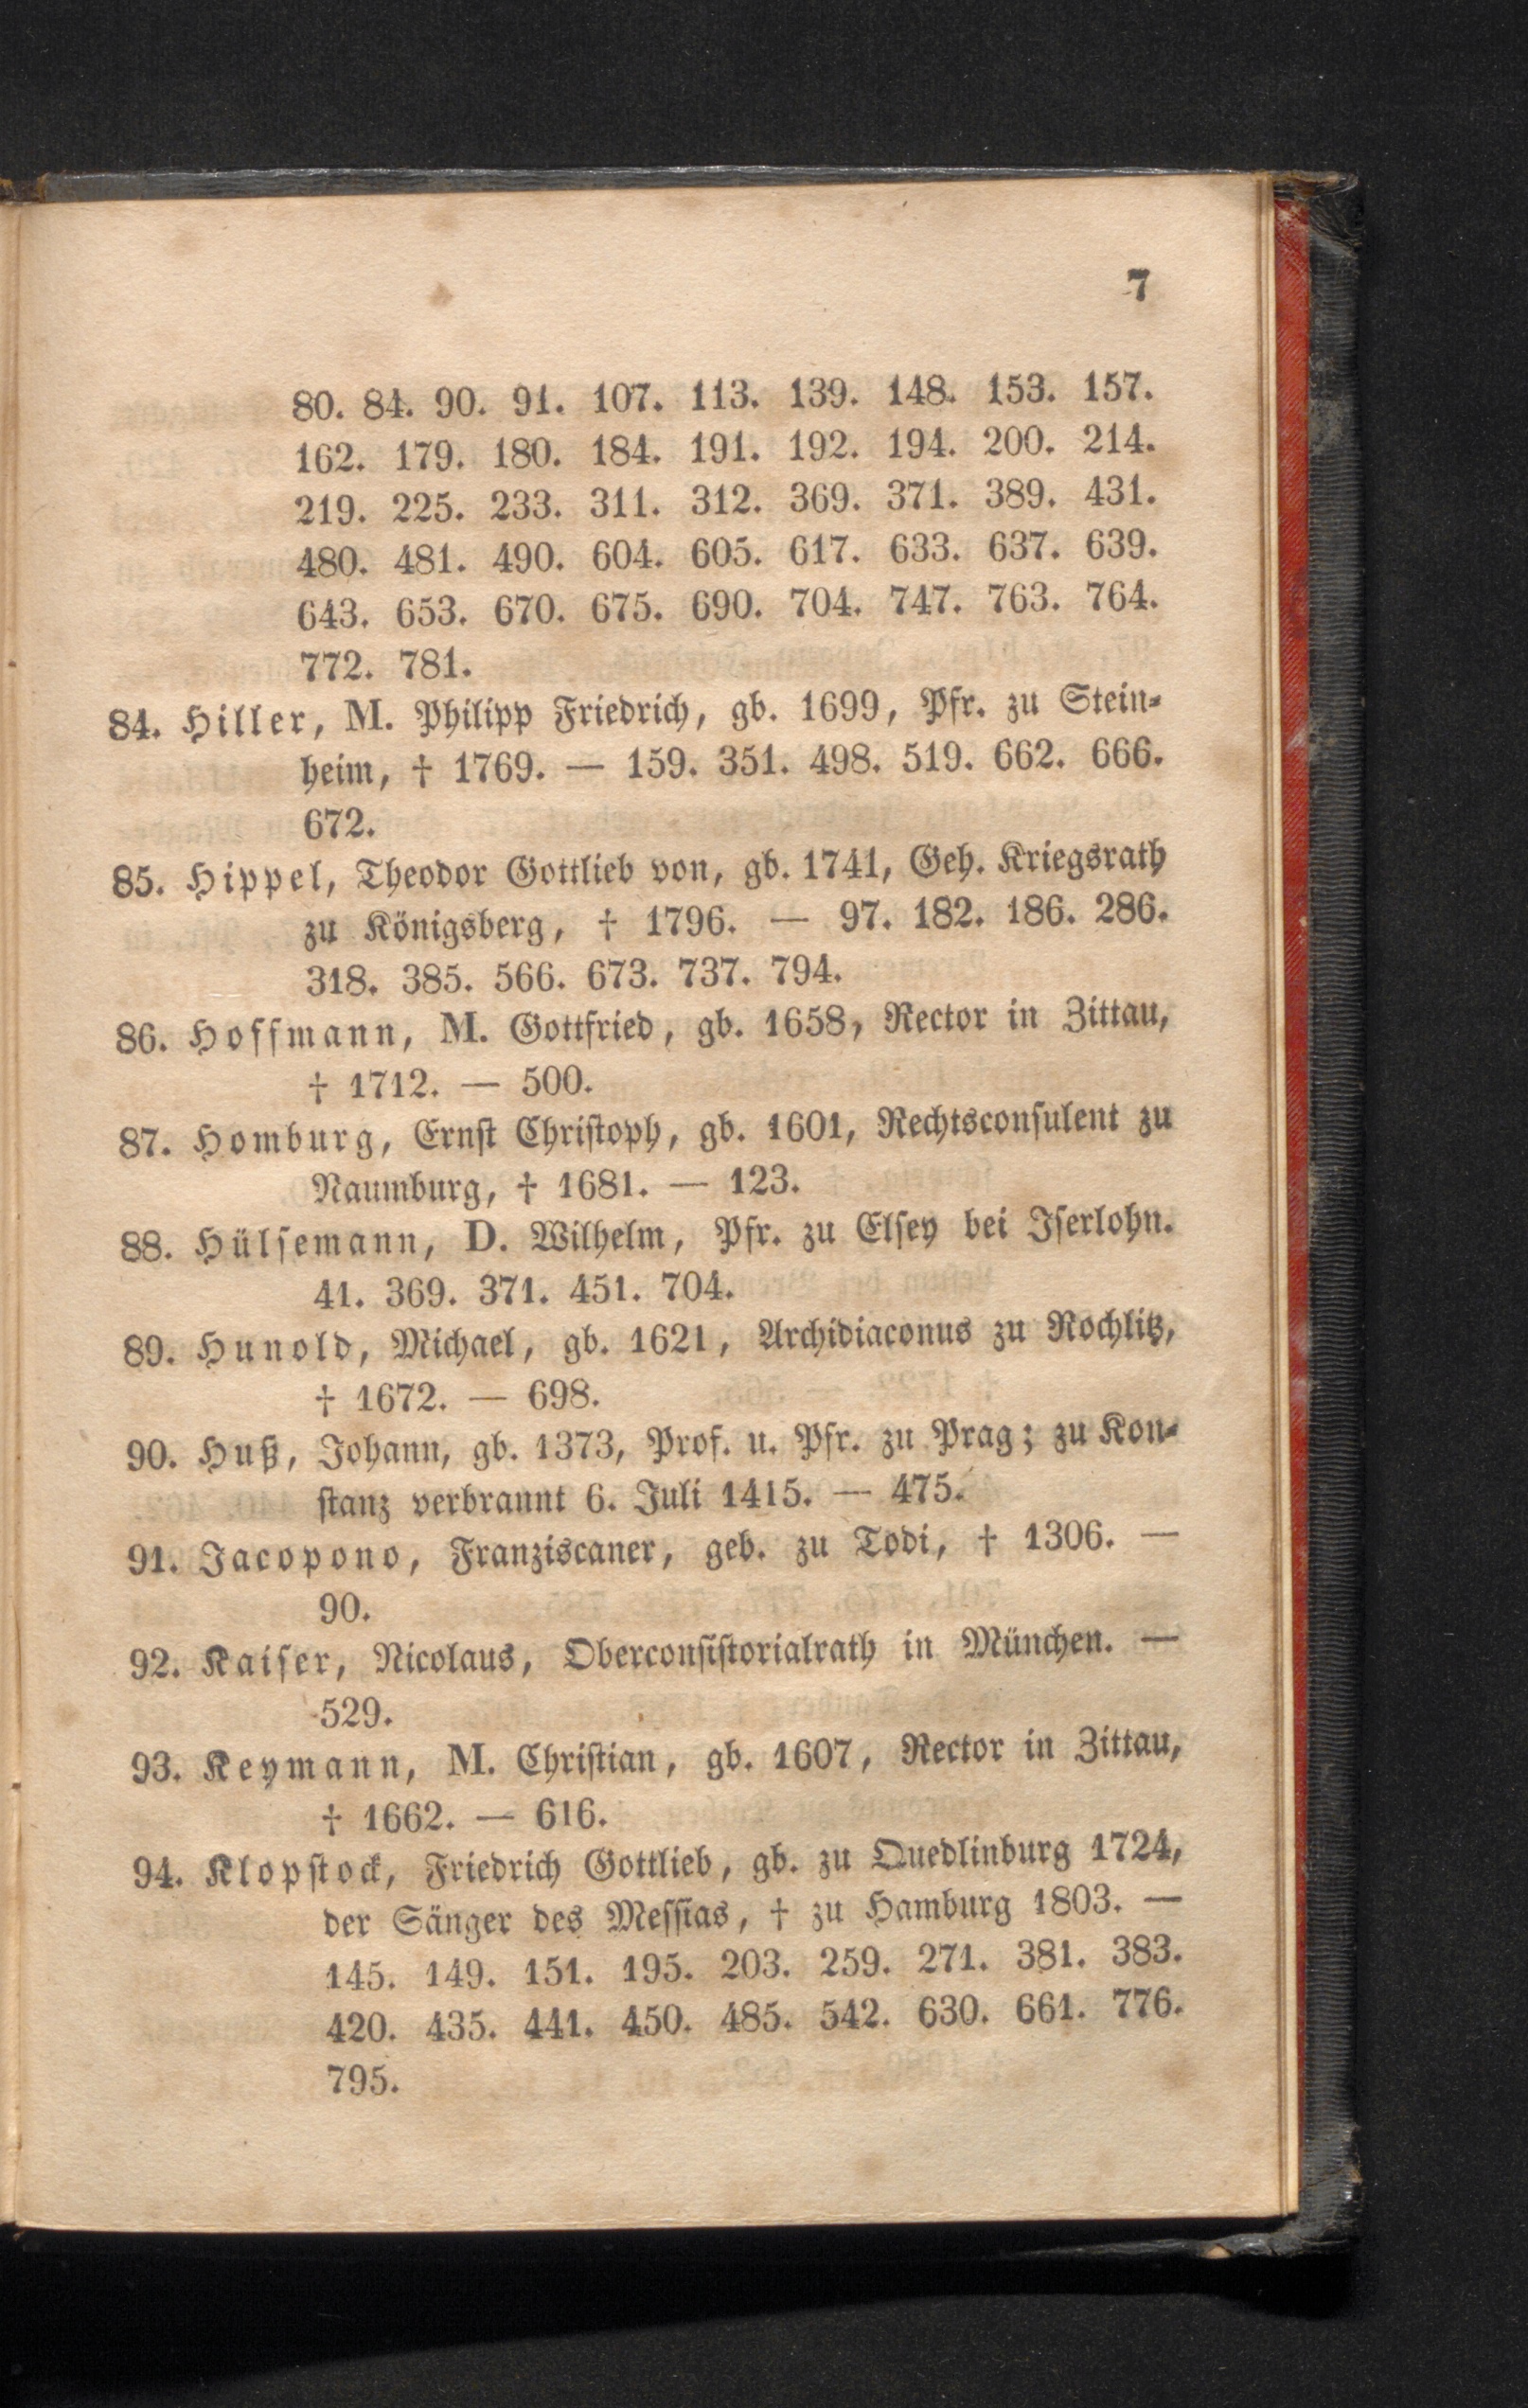 7
80. 84. 90. 91. 107. 113. 139. 148. 153. 157.
162. 179. 180. 184. 191. 192. 194. 200. 214.
219. 225. 233. 311. 312. 369. 371. 389. 431.
480. 481. 490. 604. 605. 617. 633. 637. 639.
643. 653. 670. 675. 690. 704. 747. 763. 764.
772. 781.
84. Hiller, M. Philipp Friedrich, gb. 1699, Pfr. zu Stein-
heim, † 1769. — 159. 351. 498. 519. 662. 666.
672.
85. Hippel, Theodor Gottlieb von, gb. 1741, Geh. Kriegsrath
zu Königsberg, † 1796. — 97. 182. 186. 286.
318. 385. 566. 673. 737. 794.
86. Hoffmann, M. Gottfried, gb. 1658, Rector in Zittau,
† 1712. — 500.
87. Homburg, Ernſt Chriſtoph, gb. 1601, Rechtsconſulent zu
Naumburg, † 1681. — 123.
88. Hülſemann, D. Wilhelm, Pfr. zu Elſey bei Iſerlohn.
41. 369. 371. 451. 704.
89. Hunold, Michael, gb. 1621, Archidiaconus zu Rochlitz,
† 1672. — 698.
90. Huß, Johann, gb. 1373, Prof. u. Pfr. zu Prag; zu Kon-
ſtanz verbrannt 6. Juli 1415. — 475.
91. Jacopono, Franziscaner, geb. zu Todi, † 1306. —
90.
92. Kaiſer, Nicolaus, Oberconſiſtorialrath in München. —
529.
93. Keymann, M. Chriſtian, gb. 1607, Rector in Zittau,
† 1662. — 616.
94. Klopſtock, Friedrich Gottlieb, gb. zu Quedlinburg 1724,
der Sänger des Meſſias, † zu Hamburg 1803. —
145. 149. 151. 195. 203. 259. 271. 381. 383.
420. 435. 441. 450. 485. 542. 630. 661. 776.
795.